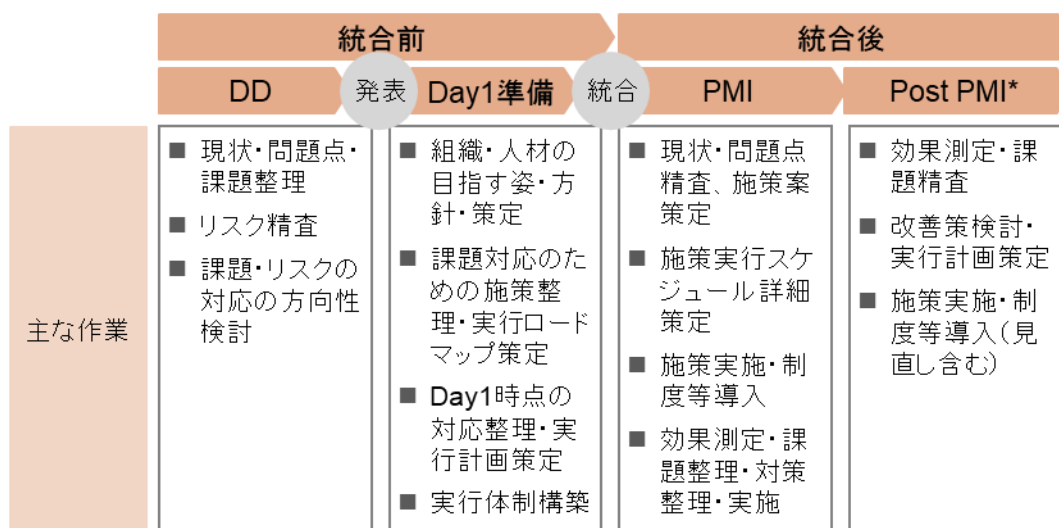 統合前
統合後
DD
発表
Day1準備
統合
PMI
Post PMI*
主な作業
■ 現状・問題点・
課題整理
■ リスク精査
■ 課題・リスクの
対応の方向性
検討
■ 組織・人材の
目指す姿・方
針・策定
■ 課題対応のた
めの施策整
理・実行ロード
マップ策定
■ Day1時点の
対応整理・実
行計画策定
■ 実行体制構築
■ 現状・問題点
精査、施策案
策定
■ 施策実行スケ
ジュール詳細
策定
■ 施策実施・制
度等導入
■ 効果測定・課
題整理・対策
整理・実施
■ 効果測定・課
題精査
■ 改善策検討・
実行計画策定
■ 施策実施・制
度等導入（見
直し含む）